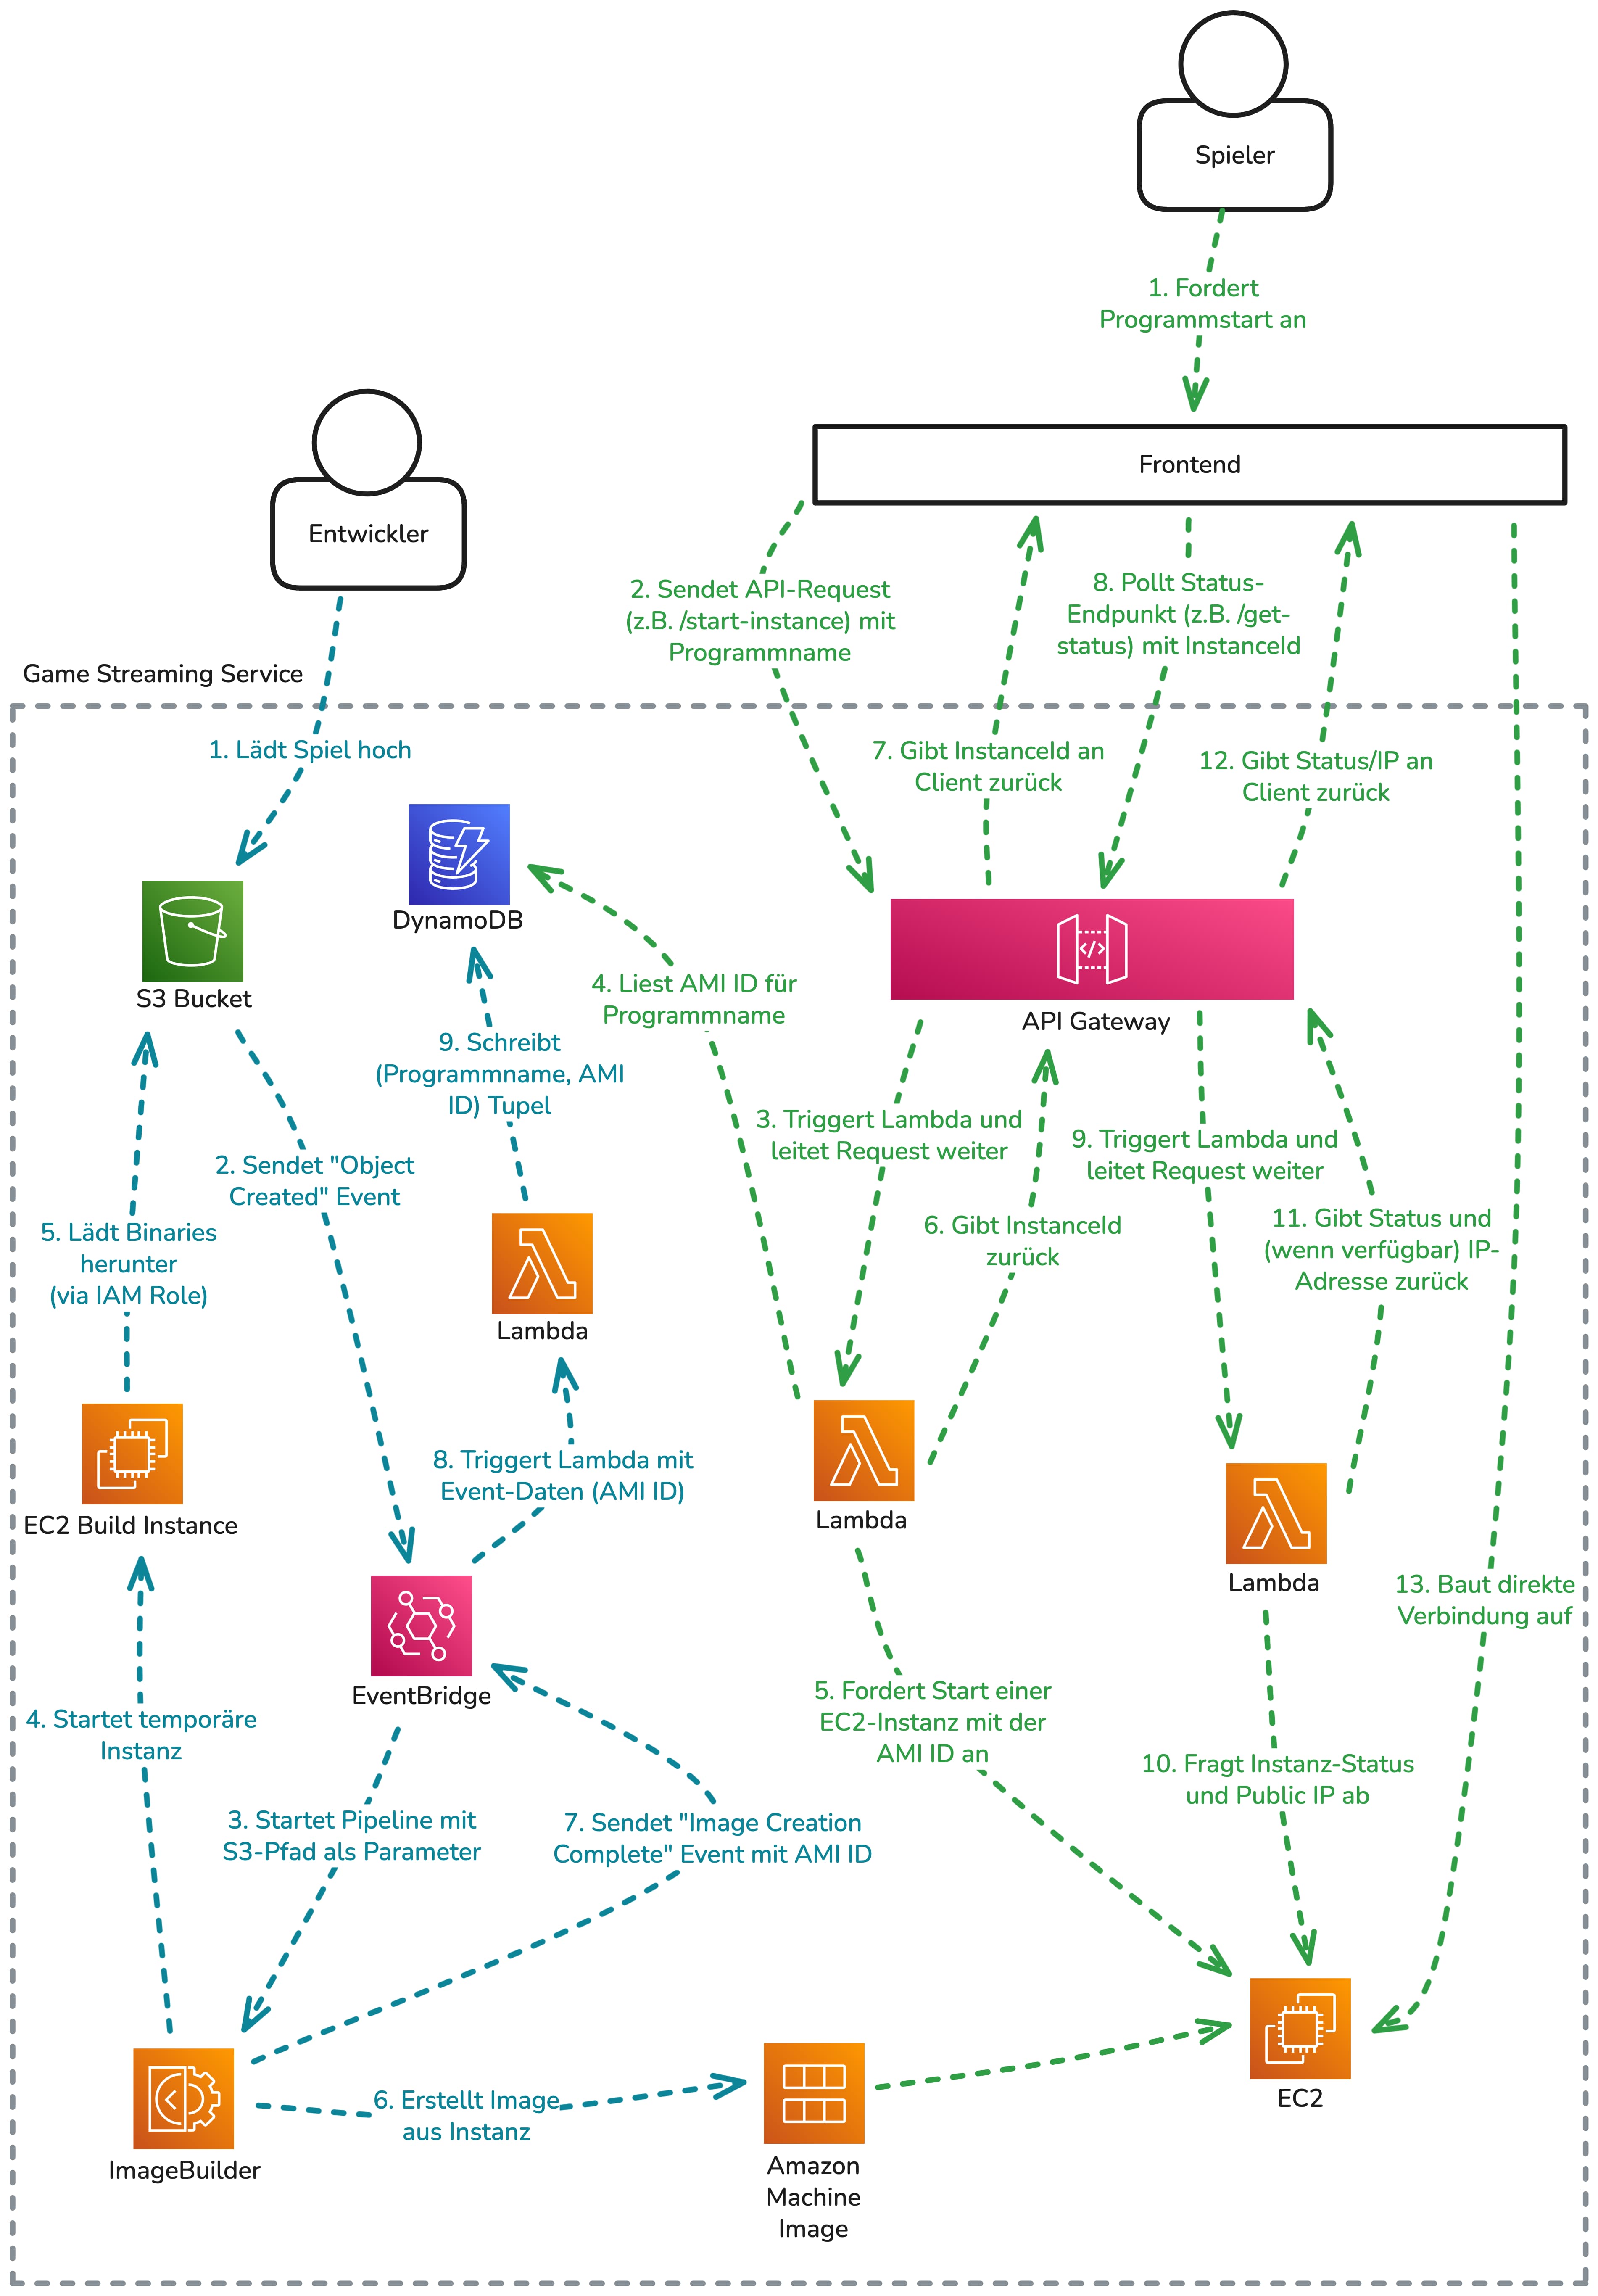 Spieler
1. Fordert
Programmstart an
Frontend
Entwickler
2. Sendet API-Request
(z.B. /start-instance) mit
Programmname
8. Pollt Status-
Endpunkt (z.B. /get-
status) mit InstanceId
Game Streaming Service
1. Lädt Spiel hoch
7. Gibt InstanceId an
Client zurück
12. Gibt Status/IP an
Client zurück
DynamoDB
S3 Bucket
4. Liest AMI ID für
Programmname
API Gateway
9. Schreibt
(Programmname, AMI
ID) Tupel
3. Triggert Lambda und
leitet Request weiter
9. Triggert Lambda und
leitet Request weiter
2. Sendet "Object
Created" Event
5. Lädt Binaries
herunter
(via IAM Role)
6. Gibt InstanceId
zurück
11. Gibt Status und
(wenn verfügbar) IP-
Adresse zurück
Lambda
8. Triggert Lambda mit
Event-Daten (AMI ID)
EC2 Build Instance
Lambda
Lambda
13. Baut direkte
Verbindung auf
EventBridge
4. Startet temporäre
Instanz
5. Fordert Start einer
EC2-Instanz mit der
AMI ID an
10. Fragt Instanz-Status
und Public IP ab
3. Startet Pipeline mit
S3-Pfad als Parameter
7. Sendet "Image Creation
Complete" Event mit AMI ID
6. Erstellt Image
aus Instanz
EC2
ImageBuilder
Amazon
Machine
Image